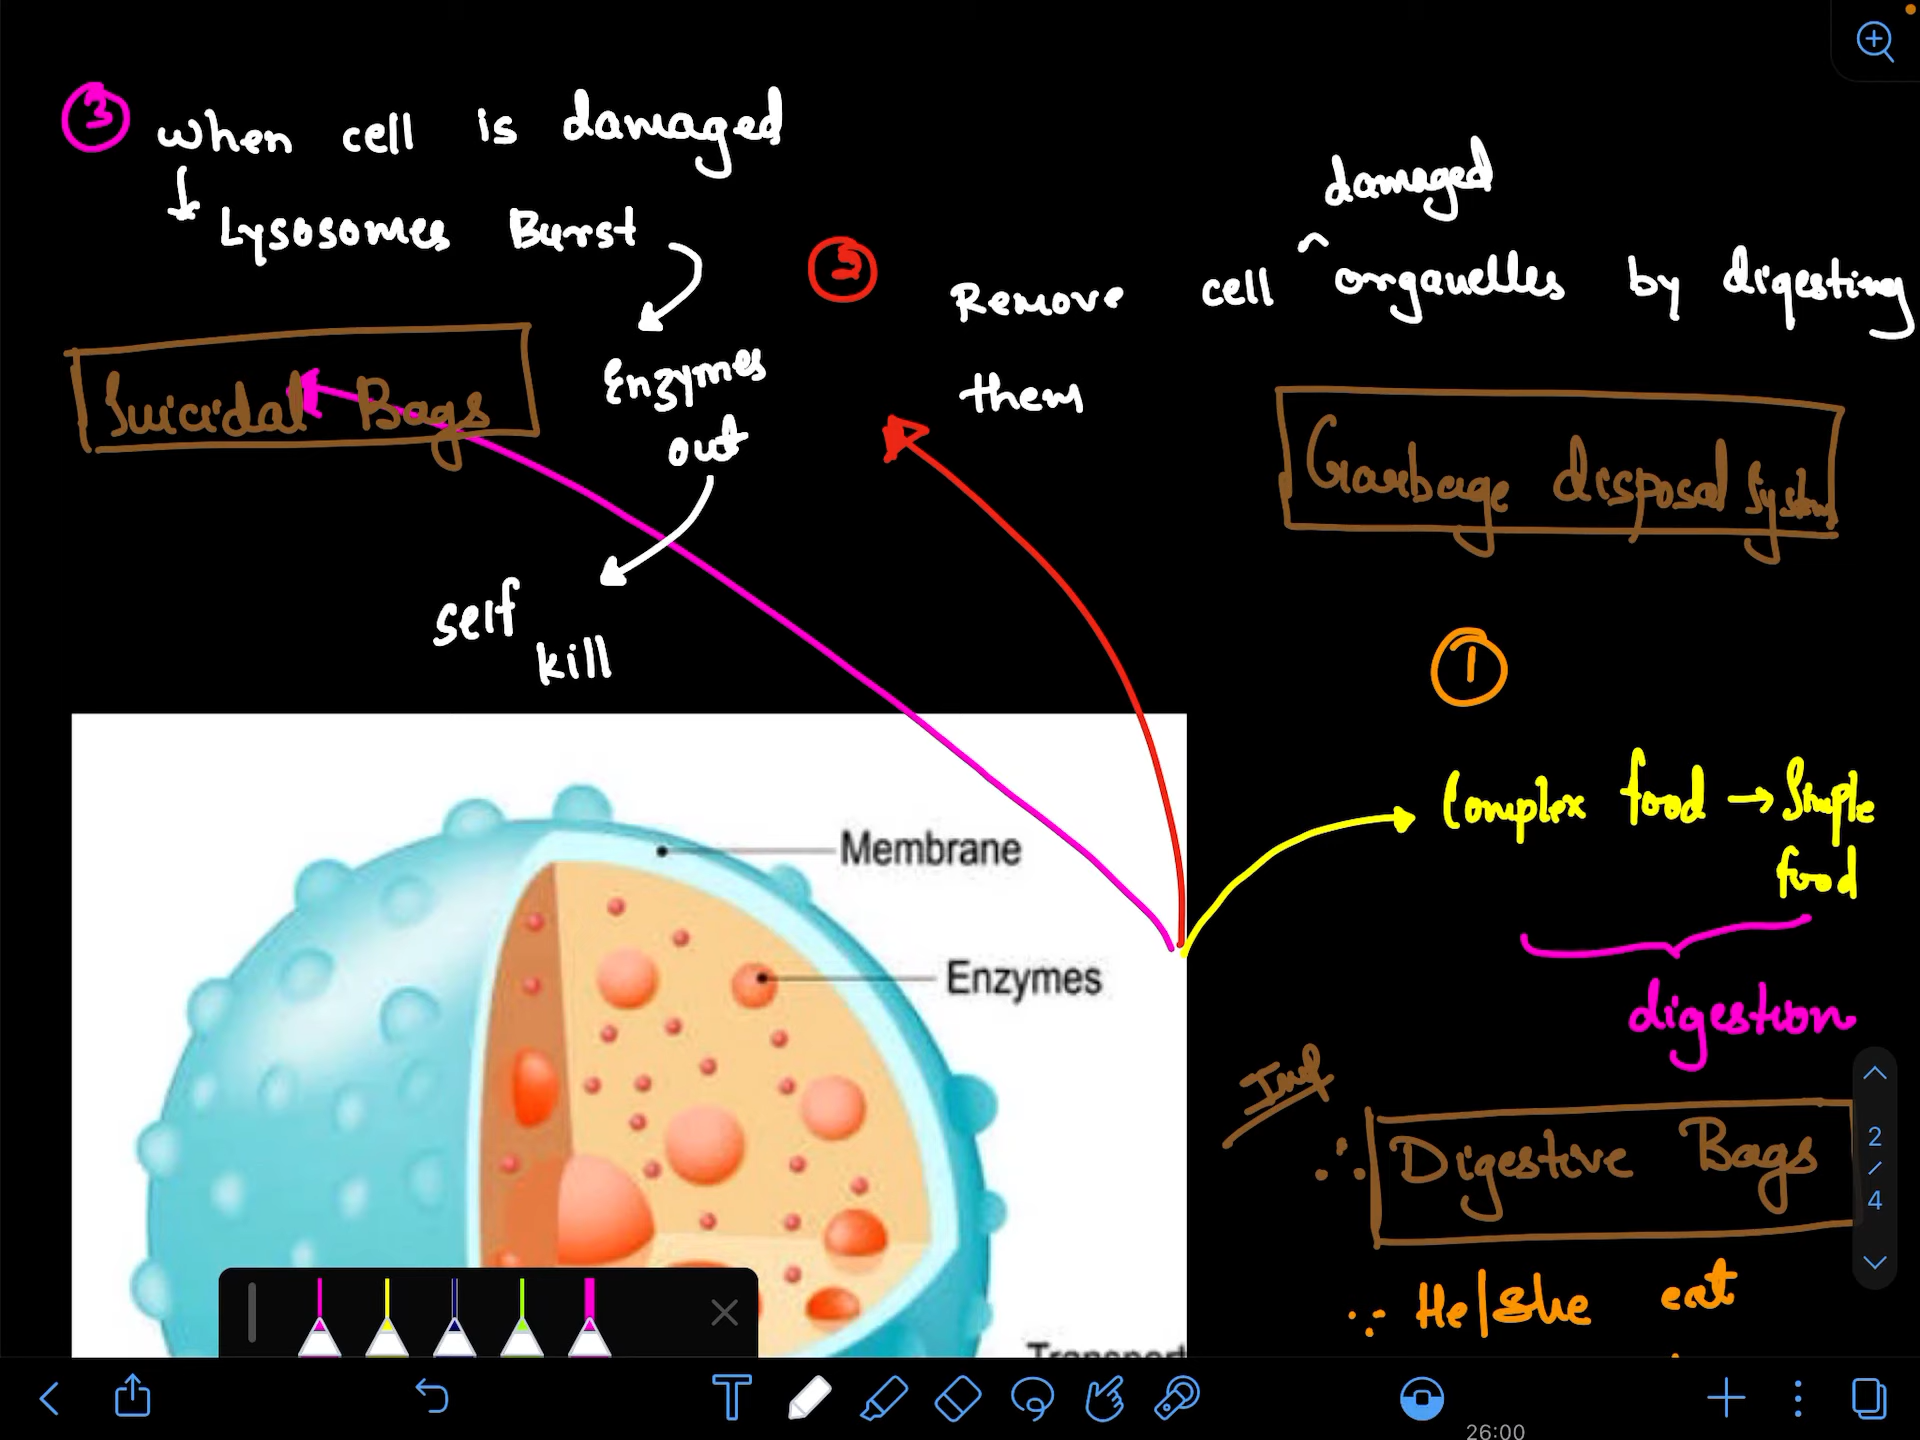 3 When cell is damaged
Lysosomes Burst
Enzymes
out
self
kill
Suicidal Bags
2 Remove cell ^ organelles by digesting
damaged
them
Garbage disposal System
1
Complex food → Simple
food
digestion
Imp
∴ Digestive Bags
∵ He/She eat
Membrane
Enzymes
Transport
2
/
4
T
26:00